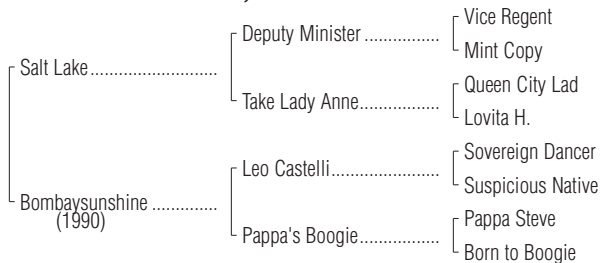 Vice Regent
Deputy Minister ................
Mint Copy
Salt Lake...........................
Queen City Lad
Take Lady Anne.................
Lovita H.
Sovereign Dancer
Leo Castelli.......................
Suspicious Native
Bombaysunshine ..............
(1990)
Pappa Steve
Pappa's Boogie.................
Born to Boogie